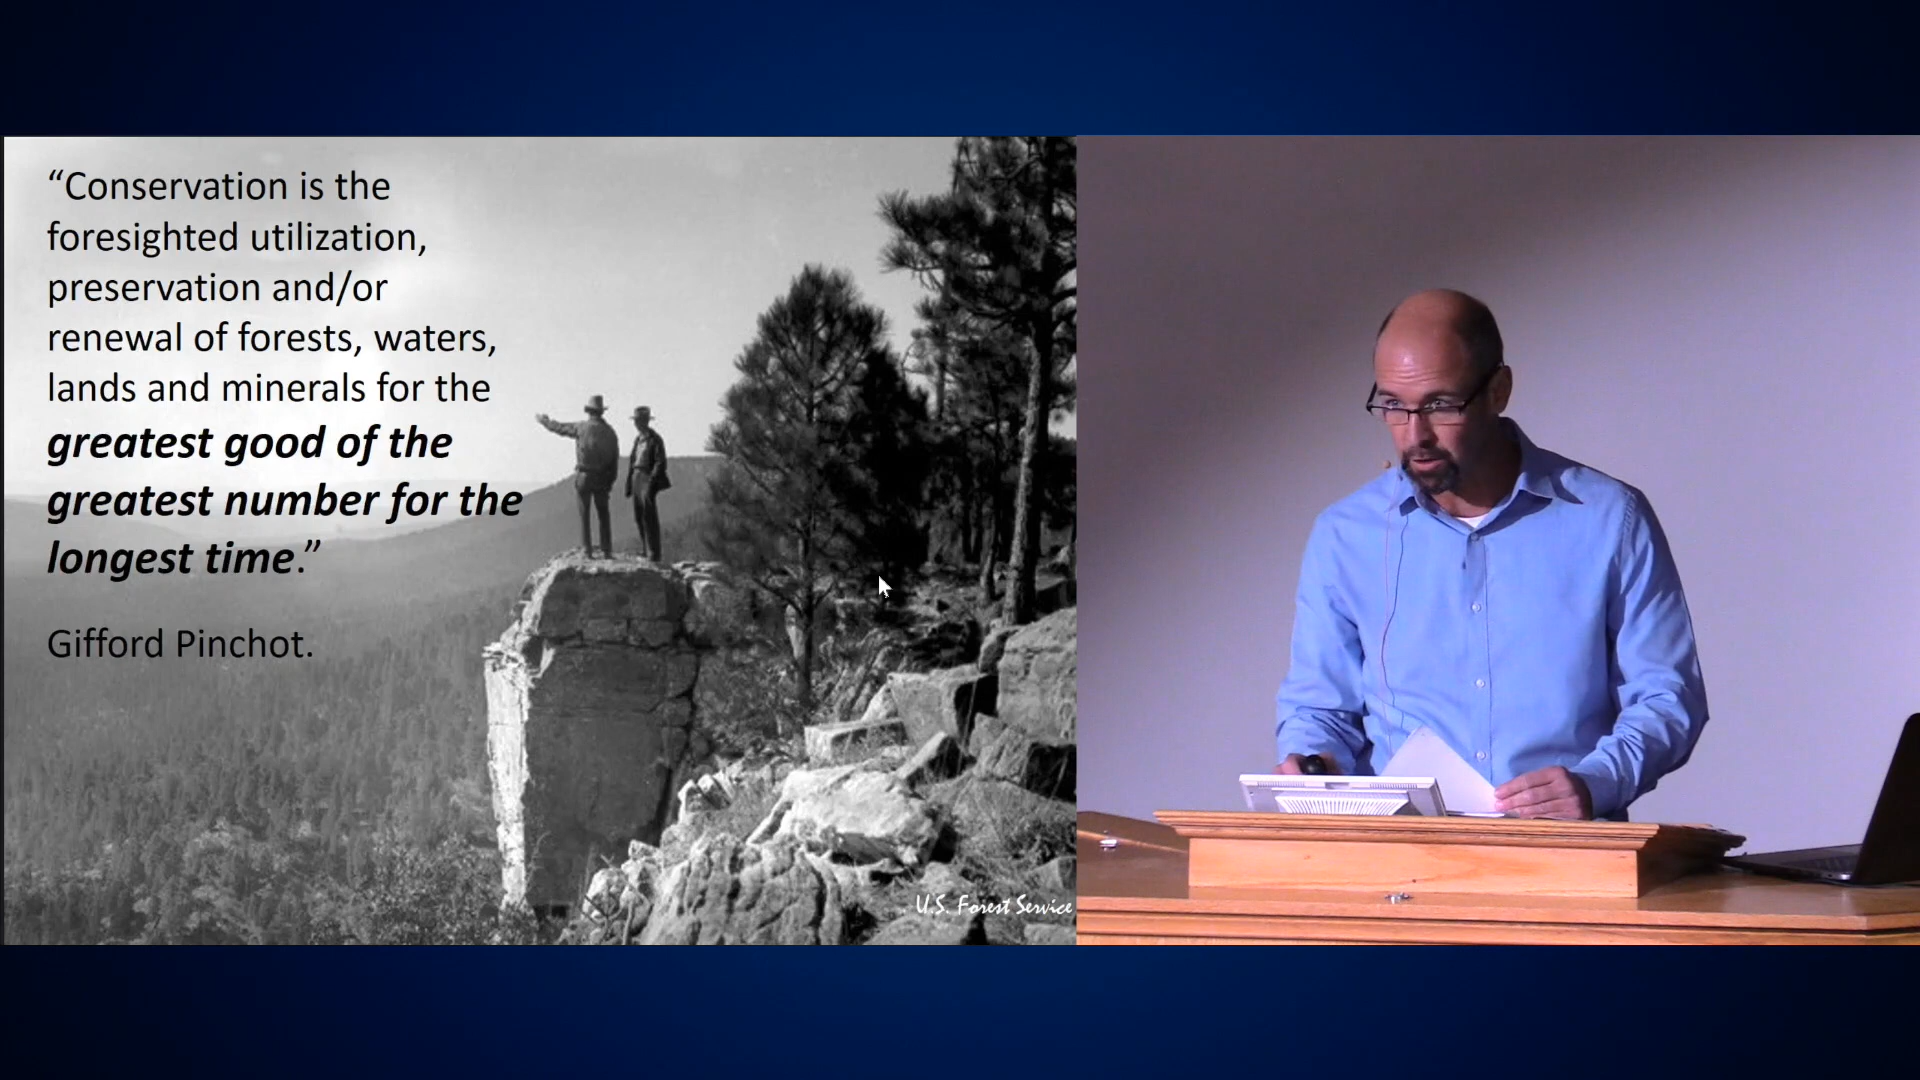 “Conservation is the
foresighted utilization,
preservation and/or
renewal of forests, waters,
lands and minerals for the
greatest good of the
greatest number for the
longest time.”
Gifford Pinchot.
U.S. Forest Service